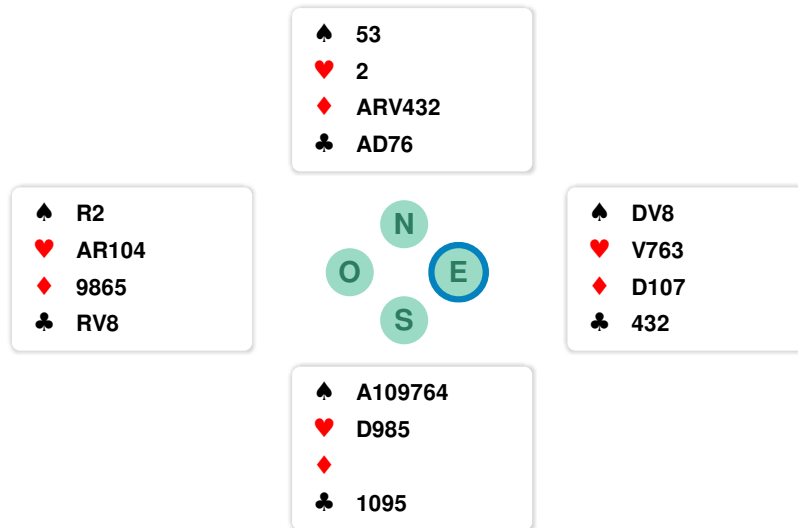 ♠ 53
♥ 2
♦ ARV432
♣ AD76
♠ R2
♥ AR104
♦ 9865
♣ RV8
N
O
E
S
♠ DV8
♥ V763
♦ D107
♣ 432
♠ A109764
♥ D985
♦
♣ 1095